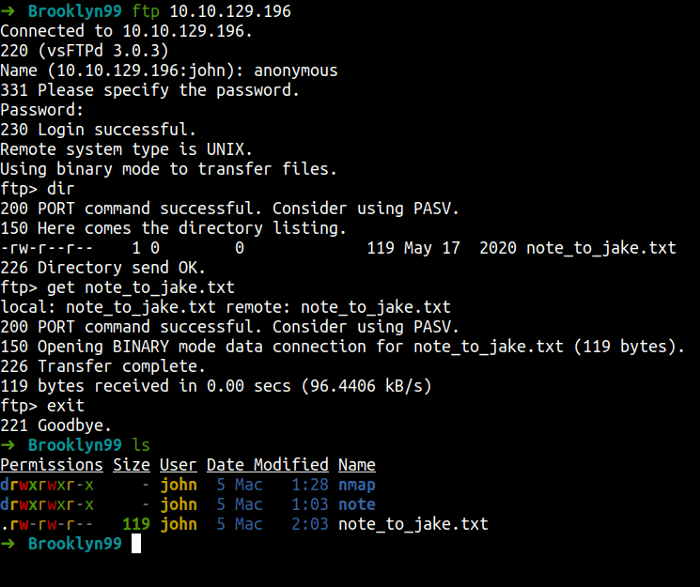 ➜ Brooklyn99 ftp 10.10.129.196
Connected to 10.10.129.196.
220 (vsFTPd 3.0.3)
Name (10.10.129.196:john): anonymous
331 Please specify the password.
Password:
230 Login successful.
Remote system type is UNIX.
Using binary mode to transfer files.
ftp> dir
200 PORT command successful. Consider using PASV.
150 Here comes the directory listing.
-rw-r--r--    1 0        0             119 May 17  2020 note_to_jake.txt
226 Directory send OK.
ftp> get note_to_jake.txt
local: note_to_jake.txt remote: note_to_jake.txt
200 PORT command successful. Consider using PASV.
150 Opening BINARY mode data connection for note_to_jake.txt (119 bytes).
226 Transfer complete.
119 bytes received in 0.00 secs (96.4406 kB/s)
ftp> exit
221 Goodbye.
➜ Brooklyn99 ls
Permissions Size User Date Modified Name
drwxrwxr-x     - john  5 Mac   1:28 nmap
drwxrwxr-x     - john  5 Mac   1:03 note
.rw-rw-r--   119 john  5 Mac   2:03 note_to_jake.txt
➜ Brooklyn99